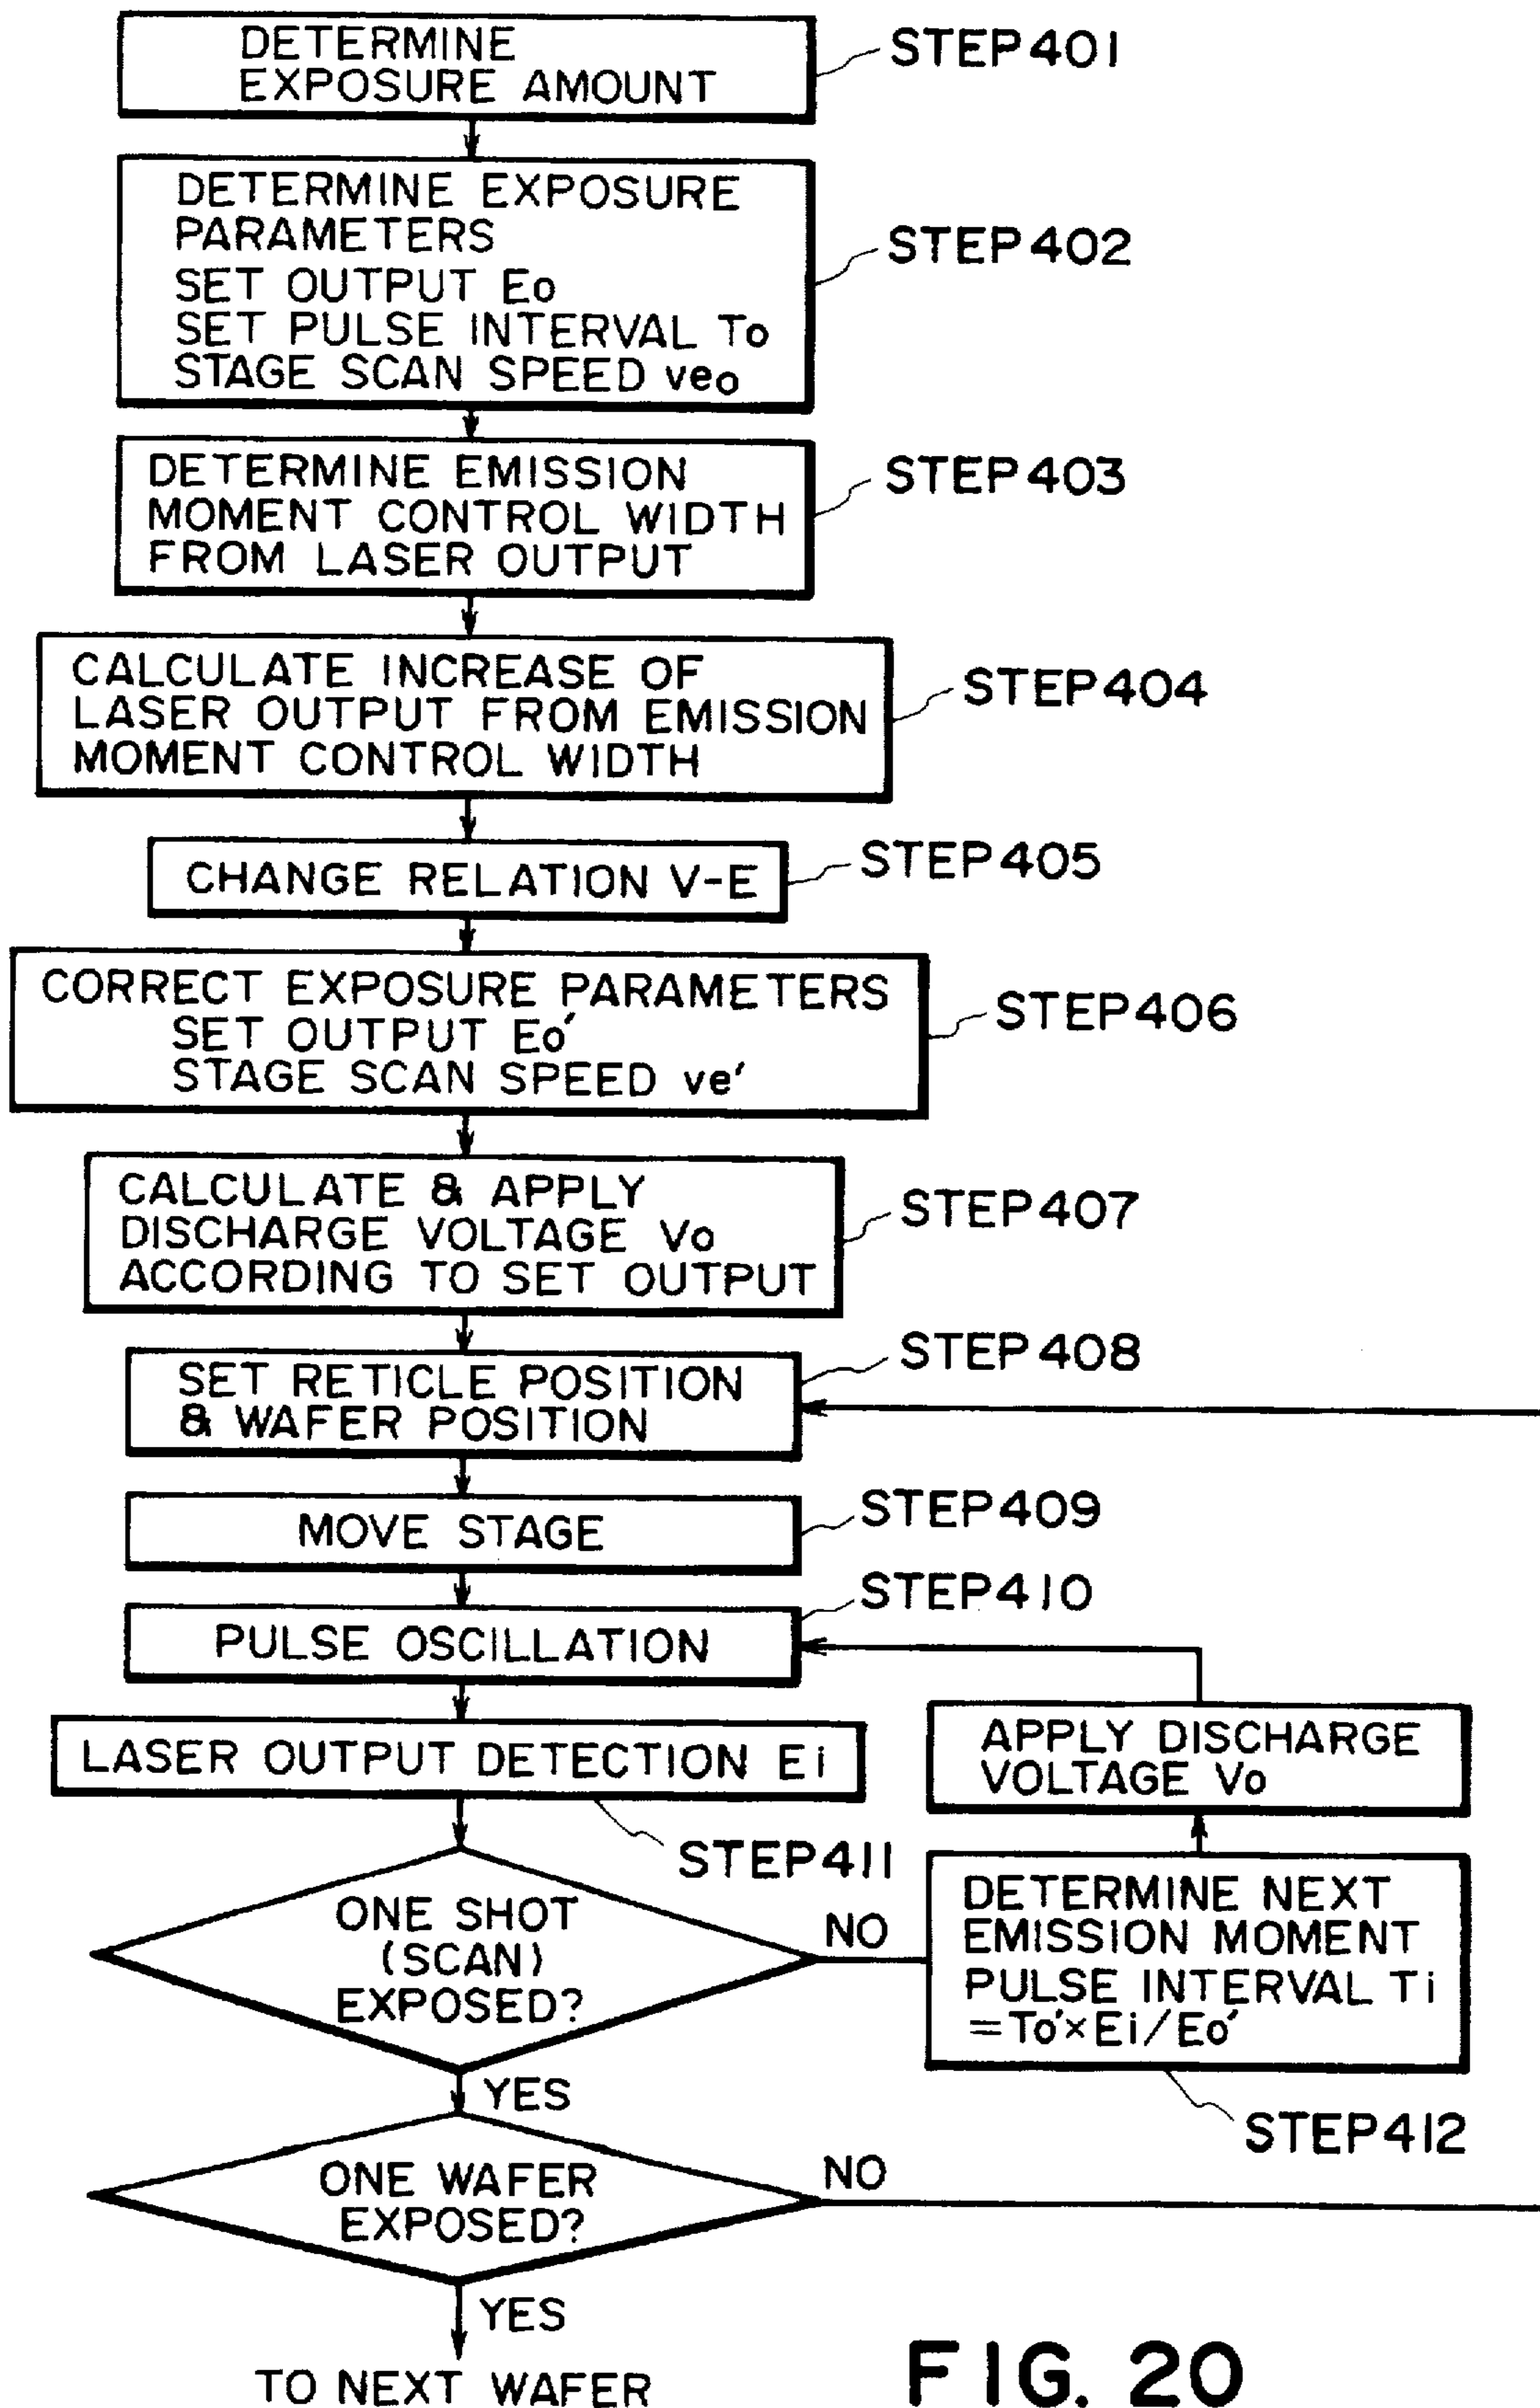 DETERMINE
EXPOSURE AMOUNT
STEP401
DETERMINE EXPOSURE
PARAMETERS
SET OUTPUT Eo
SET PULSE INTERVAL To
STAGE SCAN SPEED veo
STEP402
DETERMINE EMISSION
MOMENT CONTROL WIDTH
FROM LASER OUTPUT
STEP403
CALCULATE INCREASE OF
LASER OUTPUT FROM EMISSION
MOMENT CONTROL WIDTH
STEP404
CHANGE RELATION V-E
STEP405
CORRECT EXPOSURE PARAMETERS
SET OUTPUT Eo'
STAGE SCAN SPEED ve'
STEP406
CALCULATE & APPLY
DISCHARGE VOLTAGE Vo
ACCORDING TO SET OUTPUT
STEP407
SET RETICLE POSITION
& WAFER POSITION
STEP408
MOVE STAGE
STEP409
PULSE OSCILLATION
STEP410
LASER OUTPUT DETECTION Ei
STEP411
APPLY DISCHARGE
VOLTAGE Vo
ONE SHOT
(SCAN)
EXPOSED?
NO
DETERMINE NEXT
EMISSION MOMENT
PULSE INTERVAL Ti
=To'×Ei/Eo'
STEP412
YES
ONE WAFER
EXPOSED?
NO
YES
TO NEXT WAFER
FIG. 20